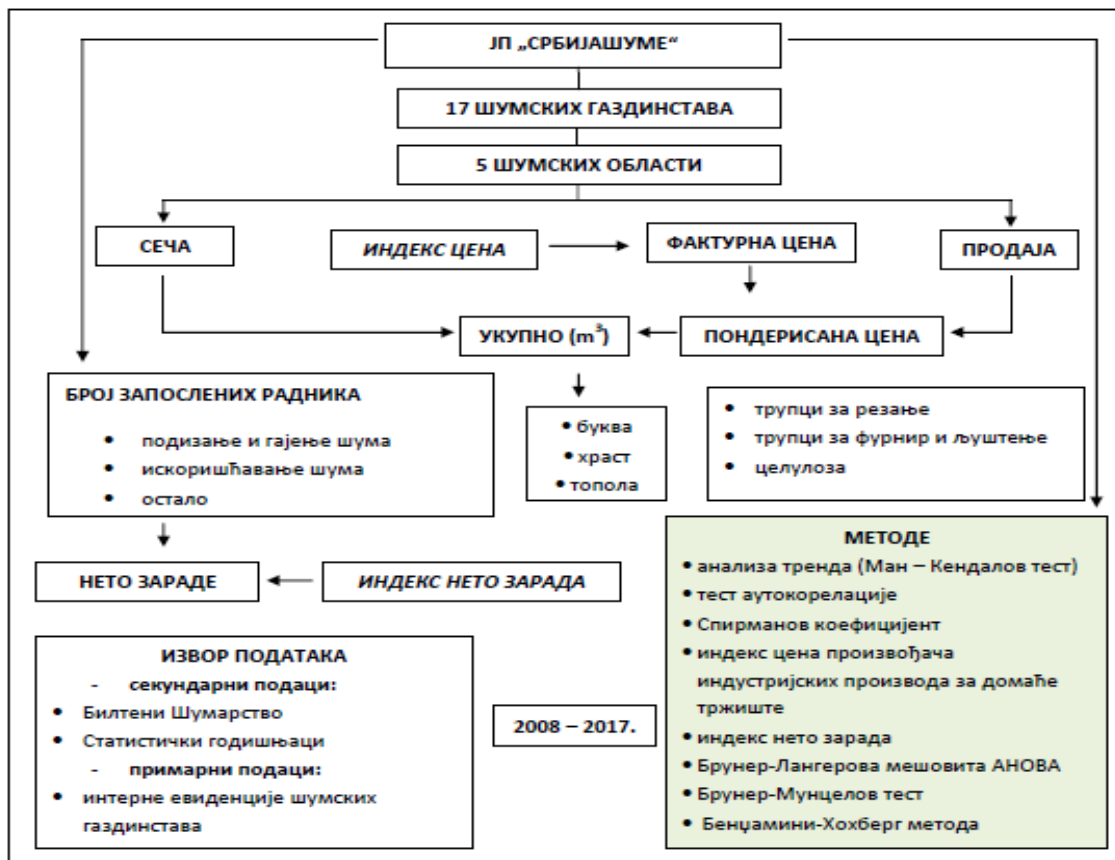 ЈП „СРБИЈАШУМЕ“
17 ШУМСКИХ ГАЗДИНСТАВА
5 ШУМСКИХ ОБЛАСТИ
СЕЧА
ИНДЕКС ЦЕНА
ФАКТУРНА ЦЕНА
ПРОДАЈА
УКУПНО (m³)
ПОНДЕРИСАНА ЦЕНА
БРОЈ ЗАПОСЛЕНИХ РАДНИКА
• подизање и гајење шума
• искоришћавање шума
• остало
• буква
• храст
• топола
• трупци за резање
• трупци за фурнир и љуштење
• целулоза
НЕТО ЗАРАДЕ
ИНДЕКС НЕТО ЗАРАДА
ИЗВОР ПОДАТАКА
- секундарни подаци:
• Билтени Шумарство
• Статистички годишњаци
- примарни подаци:
• интерне евиденције шумских
газдинстава
2008 – 2017.
МЕТОДЕ
• анализа тренда (Ман – Кендалов тест)
• тест аутокорелације
• Спирманов коефицијент
• индекс цена произвођача
индустријских производа за домаће
тржиште
• индекс нето зарада
• Брунер-Лангерова мешовита АНОВА
• Брунер-Мунцелов тест
• Бенџамини-Хохберг метода